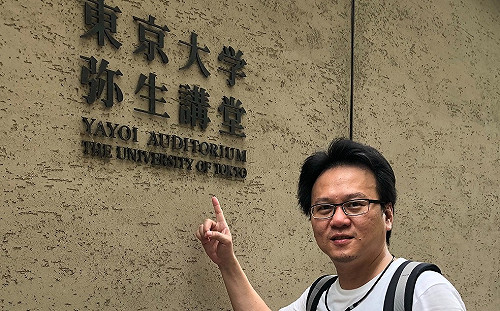 東京大学
弥生講堂
YAYOI AUDITORIUM
THE UNIVERSITY OF TOKYO